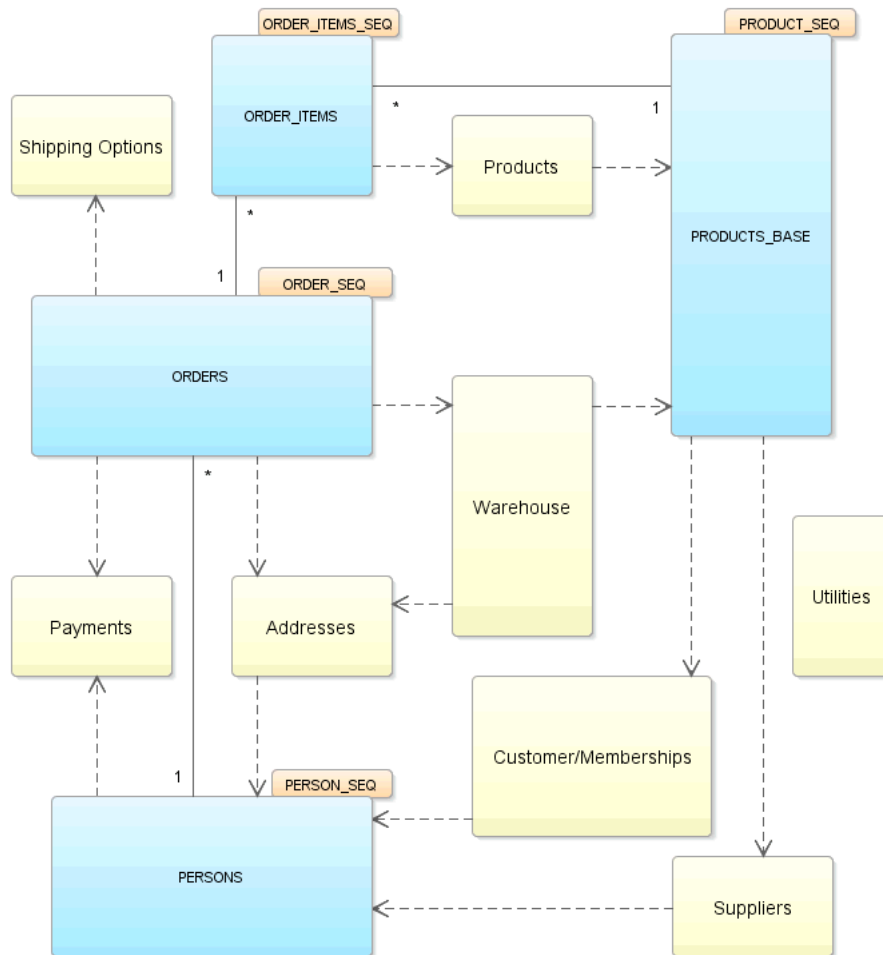 ORDER_ITEMS_SEQ
PRODUCT_SEQ
ORDER_ITEMS
*
1
Shipping Options
Products
*
PRODUCTS_BASE
1
ORDER_SEQ
ORDERS
*
Warehouse
Payments
Addresses
Utilities
Customer/Memberships
1
PERSON_SEQ
PERSONS
Suppliers